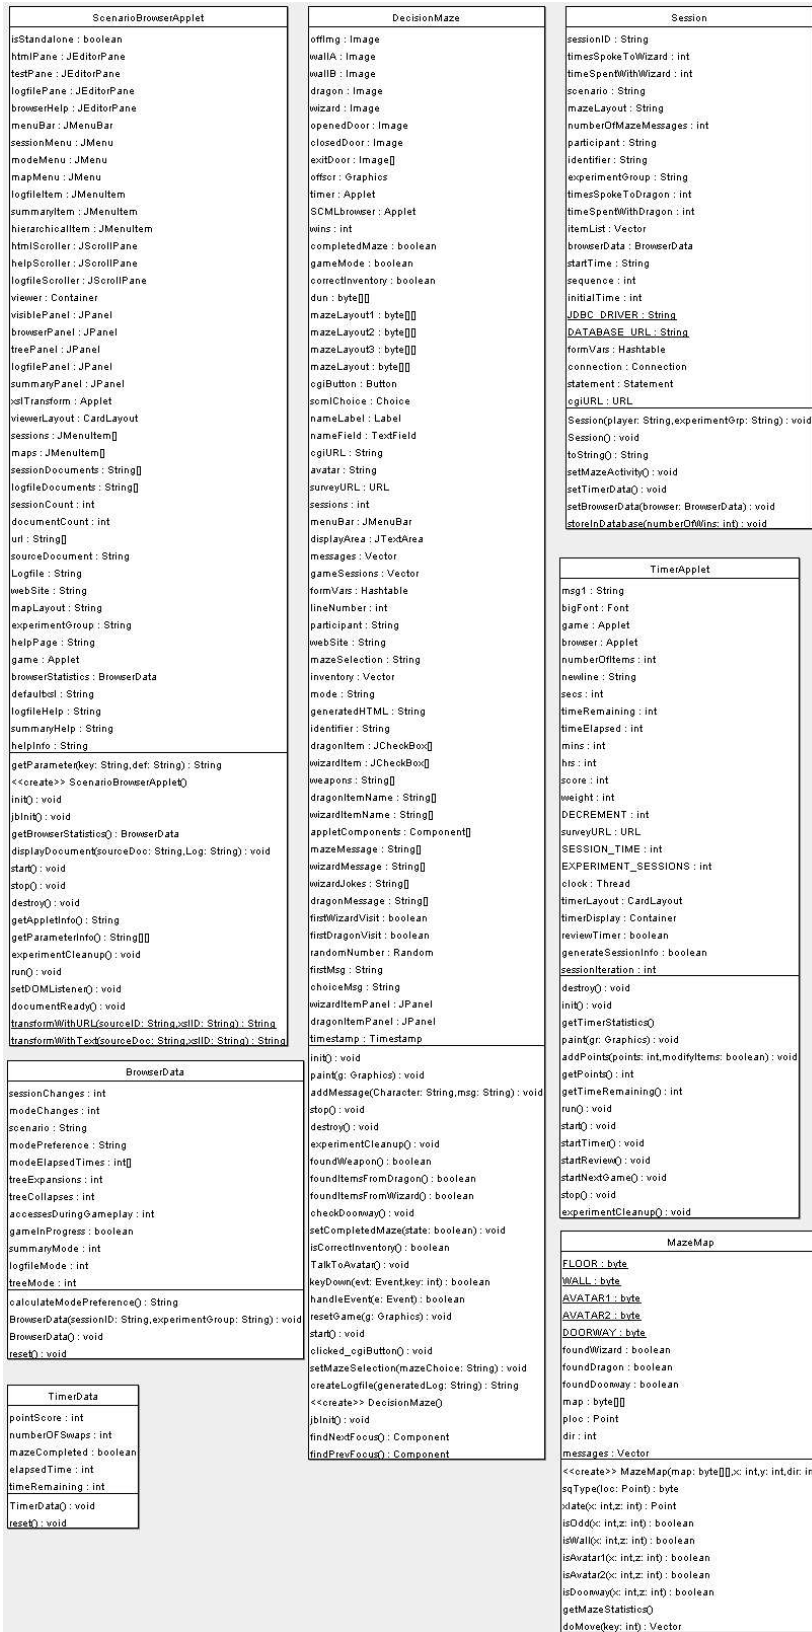 ScenarioBrowserApplet
isStandalone : boolean
htmlPane : JEditorPane
testPane : JEditorPane
logfilePane : JEditorPane
browserHelp : JEditorPane
menuBar : JMenuBar
sessionMenu : JMenu
modeMenu : JMenu
mapMenu : JMenu
logfileItem : JMenuItem
summaryItem : JMenuItem
hierarchicalItem : JMenuItem
htmlScroller : JScrollPane
helpScroller : JScrollPane
logfileScroller : JScrollPane
viewer : Container
visiblePanel : JPanel
browserPanel : JPanel
treePanel : JPanel
logfilePanel : JPanel
summaryPanel : JPanel
xslTransform : Applet
viewerLayout : CardLayout
sessions : JMenuItem[]
maps : JMenuItem[]
sessionDocuments : String[]
logfileDocuments : String[]
sessionCount : int
documentCount : int
url : String[]
sourceDocument : String
Logfile : String
webSite : String
mapLayout : String
experimentGroup : String
helpPage : String
game : Applet
browserStatistics : BrowserData
defaultxsl : String
logfileHelp : String
summaryHelp : String
helpInfo : String
getParameter(key: String,def: String) : String
<<create>> ScenarioBrowserApplet()
init() : void
jbInit() : void
getBrowserStatistics() : BrowserData
displayDocument(sourceDoc: String,Log: String) : void
start() : void
stop() : void
destroy() : void
getAppletInfo() : String
getParameterInfo() : String[][]
experimentCleanup() : void
run() : void
setDOMListener() : void
documentReady() : void
transformWithURL(sourceID: String,xslID: String) : String
transformWithText(sourceDoc: String,xslID: String) : String
BrowserData
sessionChanges : int
modeChanges : int
scenario : String
modePreference : String
modeElapsedTimes : int[]
treeExpansions : int
treeCollapses : int
accessesDuringGameplay : int
gameInProgress : boolean
summaryMode : int
logfileMode : int
treeMode : int
calculateModePreference() : String
BrowserData(sessionID: String,experimentGroup: String) : void
BrowserData() : void
reset() : void
TimerData
pointScore : int
numberOfSwaps : int
mazeCompleted : boolean
elapsedTime : int
timeRemaining : int
TimerData() : void
reset() : void
DecisionMaze
offImg : Image
wallA : Image
wallB : Image
dragon : Image
wizard : Image
openedDoor : Image
closedDoor : Image
exitDoor : Image[]
offscr : Graphics
timer : Applet
SCMLbrowser : Applet
wins : int
completedMaze : boolean
gameMode : boolean
correctInventory : boolean
dun : byte[][]
mazeLayout1 : byte[][]
mazeLayout2 : byte[][]
mazeLayout3 : byte[][]
mazeLayout : byte[][]
cgiButton : Button
scmlChoice : Choice
nameLabel : Label
nameField : TextField
cgiURL : String
avatar : String
surveyURL : URL
sessions : int
menuBar : JMenuBar
displayArea : JTextArea
messages : Vector
gameSessions : Vector
formVars : Hashtable
lineNumber : int
participant : String
webSite : String
mazeSelection : String
inventory : Vector
mode : String
generatedHTML : String
identifier : String
dragonItem : JCheckBox[]
wizardItem : JCheckBox[]
weapons : String[]
dragonItemName : String[]
wizardItemName : String[]
appletComponents : Component[]
mazeMessage : String[]
wizardMessage : String[]
wizardJokes : String[]
dragonMessage : String[]
firstWizardVisit : boolean
firstDragonVisit : boolean
randomNumber : Random
firstMsg : String
choiceMsg : String
wizardItemPanel : JPanel
dragonItemPanel : JPanel
timestamp : Timestamp
init() : void
paint(g: Graphics) : void
addMessage(Character: String,msg: String) : void
stop() : void
destroy() : void
experimentCleanup() : void
foundWeapon() : boolean
foundItemsFromDragon() : boolean
foundItemsFromWizard() : boolean
checkDoorway() : void
setCompletedMaze(state: boolean) : void
isCorrectInventory() : boolean
TalkToAvatar() : void
keyDown(evt: Event,key: int) : boolean
handleEvent(e: Event) : boolean
resetGame(g: Graphics) : void
start() : void
clicked_cgiButton() : void
setMazeSelection(mazeChoice: String) : void
createLogfile(generatedLog: String) : String
<<create>> DecisionMaze()
jbInit() : void
findNextFocus() : Component
findPrevFocus() : Component
Session
sessionID : String
timesSpokeToWizard : int
timeSpentWithWizard : int
scenario : String
mazeLayout : String
numberOfMazeMessages : int
participant : String
identifier : String
experimentGroup : String
timesSpokeToDragon : int
timeSpentWithDragon : int
itemList : Vector
browserData : BrowserData
startTime : String
sequence : int
initialTime : int
JDBC_DRIVER : String
DATABASE_URL : String
formVars : Hashtable
connection : Connection
statement : Statement
cgiURL : URL
Session(player: String,experimentGrp: String) : void
Session() : void
toString() : String
setMazeActivity() : void
setTimerData() : void
setBrowserData(browser: BrowserData) : void
storeInDatabase(numberOfWins: int) : void
TimerApplet
msg1 : String
bigFont : Font
game : Applet
browser : Applet
numberOfItems : int
newline : String
secs : int
timeRemaining : int
timeElapsed : int
mins : int
hrs : int
score : int
weight : int
DECREMENT : int
surveyURL : URL
SESSION_TIME : int
EXPERIMENT_SESSIONS : int
clock : Thread
timerLayout : CardLayout
timerDisplay : Container
reviewTimer : boolean
generateSessionInfo : boolean
sessionIteration : int
destroy() : void
init() : void
getTimerStatistics()
paint(gr: Graphics) : void
addPoints(points: int,modifyItems: boolean) : void
getPoints() : int
getTimeRemaining() : int
run() : void
start() : void
startTimer() : void
startReview() : void
startNextGame() : void
stop() : void
experimentCleanup() : void
MazeMap
FLOOR : byte
WALL : byte
AVATAR1 : byte
AVATAR2 : byte
DOORWAY : byte
foundWizard : boolean
foundDragon : boolean
foundDoorway : boolean
map : byte[][]
ploc : Point
dir : int
messages : Vector
<<create>> MazeMap(map: byte[][],x: int,y: int,dir: in
sqType(loc: Point) : byte
xlate(x: int,z: int) : Point
isOdd(x: int,z: int) : boolean
isWall(x: int,z: int) : boolean
isAvatar1(x: int,z: int) : boolean
isAvatar2(x: int,z: int) : boolean
isDoorway(x: int,z: int) : boolean
getMazeStatistics()
doMove(key: int) : Vector